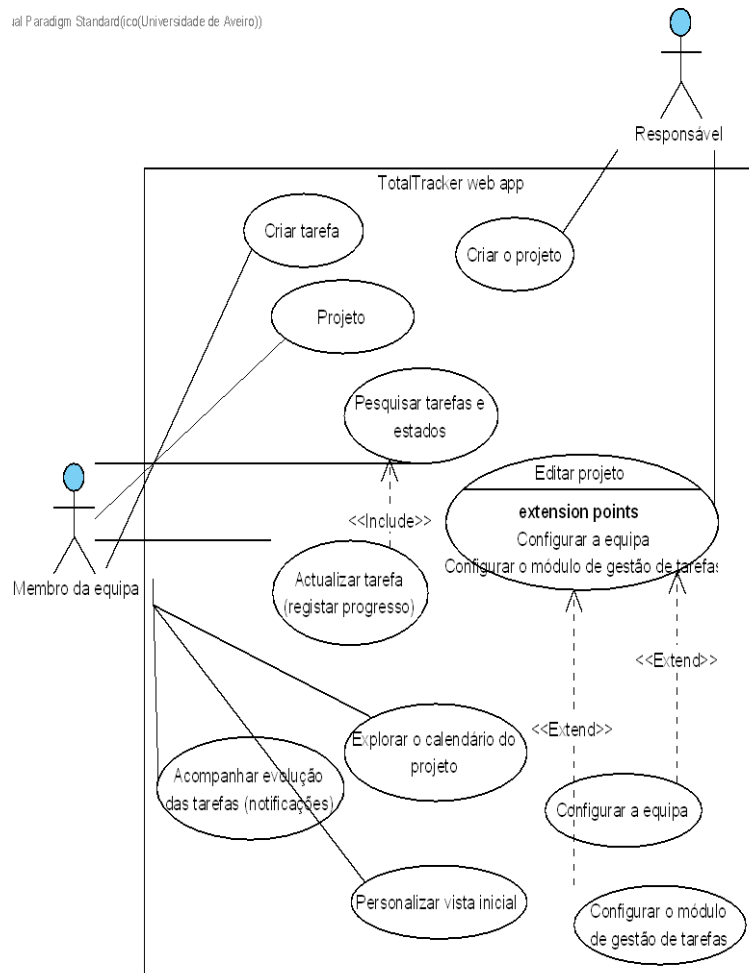 ual Paradigm Standard(ico(Universidade de Aveiro))
Responsável
TotalTracker web app
Criar tarefa
Criar o projeto
Projeto
Pesquisar tarefas e
estados
Editar projeto
extension points
Configurar a equipa
Configurar o módulo de gestão de tarefas
<<Include>>
Membro da equipa
Actualizar tarefa
(registar progresso)
<<Extend>>
<<Extend>>
Explorar o calendário do
projeto
Acompanhar evolução
das tarefas (notificações)
Configurar a equipa
Personalizar vista inicial
Configurar o módulo
de gestão de tarefas